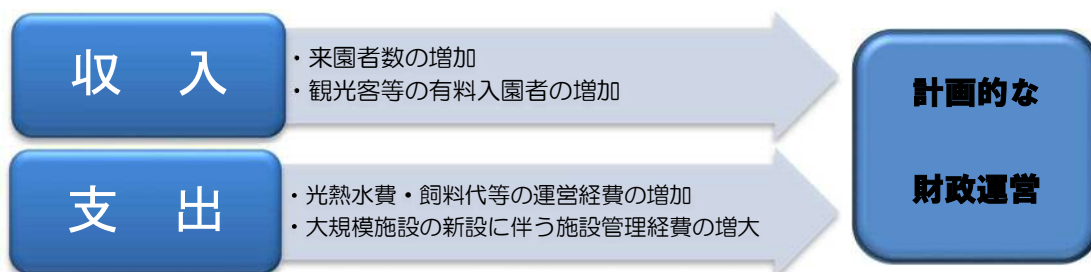 収 入
・来園者数の増加
・観光客等の有料入園者の増加
支 出
・光熱水費・飼料代等の運営経費の増加
・大規模施設の新設に伴う施設管理経費の増大
計画的な
財政運営